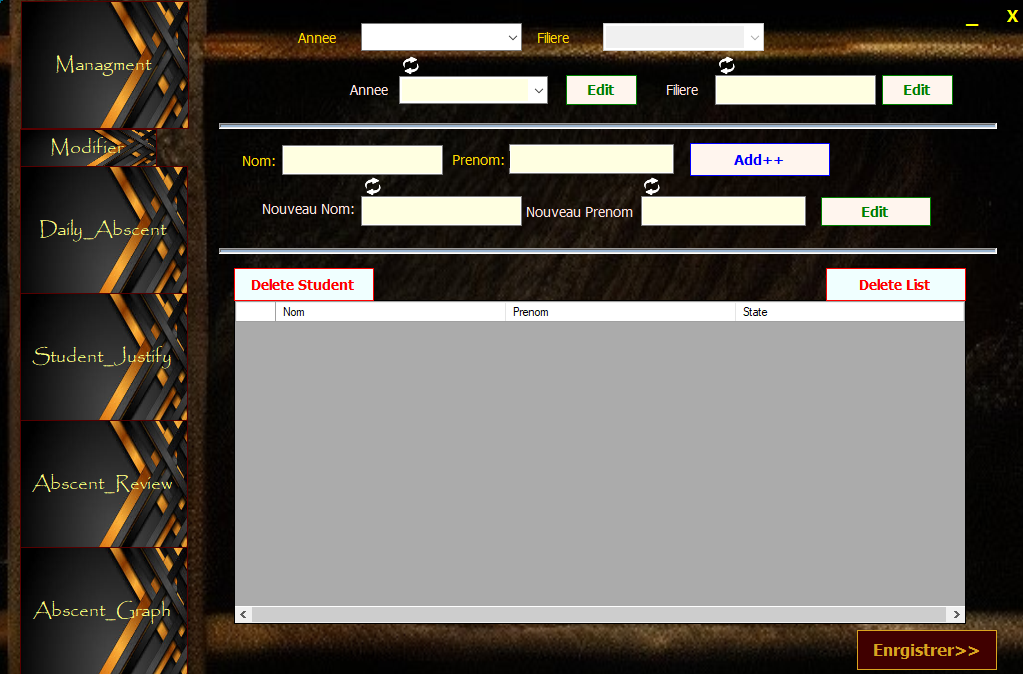 _ X
Managment
Modifier
Daily_Abscent
Student_Justify
Abscent_Review
Abscent_Graph
Annee Filiere
Annee Edit Filiere Edit
Nom: Prenom: Add++
Nouveau Nom: Nouveau Prenom Edit
Delete Student Delete List
Nom Prenom State
Enrgistrer>>